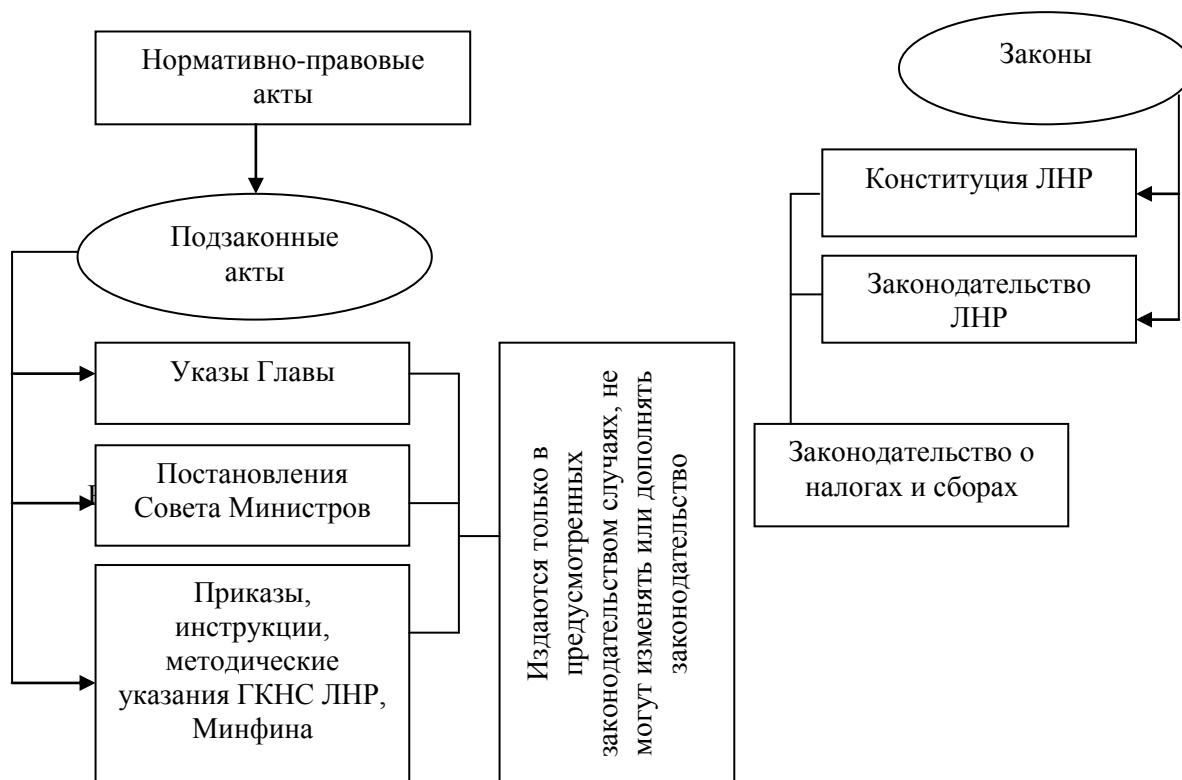 Нормативно-правовые
акты
Подзаконные
акты
Указы Главы
Постановления
Совета Министров
Приказы,
инструкции,
методические
указания ГКНС ЛНР,
Минфина
Издаются только в
предусмотренных
законодательством случаях, не
могут изменять или дополнять
законодательство
Законы
Конституция ЛНР
Законодательство
ЛНР
Законодательство о
налогах и сборах